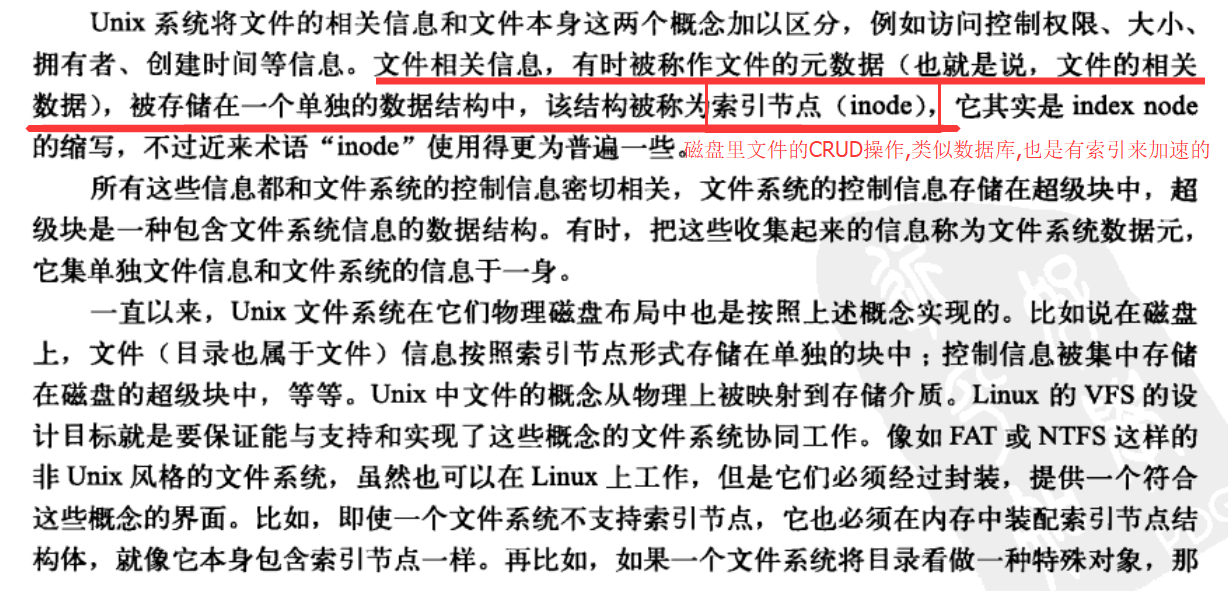 Unix 系统将文件的相关信息和文件本身这两个概念加以区分，例如访问控制权限、大小、
拥有者、创建时间等信息。文件相关信息，有时被称作文件的元数据（也就是说，文件的相关
数据），被存储在一个单独的数据结构中，该结构被称为索引节点（inode），它其实是 index node
的缩写，不过近来术语“inode”使用得更为普遍一些。
磁盘里文件的CRUD操作,类似数据库,也是有索引来加速的
所有这些信息都和文件系统的控制信息密切相关，文件系统的控制信息存储在超级块中，超
级块是一种包含文件系统信息的数据结构。有时，把这些收集起来的信息称为文件系统数据元，
它集单独文件信息和文件系统的信息于一身。
一直以来，Unix 文件系统在它们物理磁盘布局中也是按照上述概念实现的。比如说在磁盘
上，文件（目录也属于文件）信息按照索引节点形式存储在单独的块中；控制信息被集中存储
在磁盘的超级块中，等等。Unix 中文件的概念从物理上被映射到存储介质。Linux 的 VFS 的设
计目标就是要保证能与支持和实现了这些概念的文件系统协同工作。像如 FAT 或 NTFS 这样的
非 Unix 风格的文件系统，虽然也可以在 Linux 上工作，但是它们必须经过封装，提供一个符合
这些概念的界面。比如，即使一个文件系统不支持索引节点，它也必须在内存中装配索引节点结
构体，就像它本身包含索引节点一样。再比如，如果一个文件系统将目录看做一种特殊对象，那